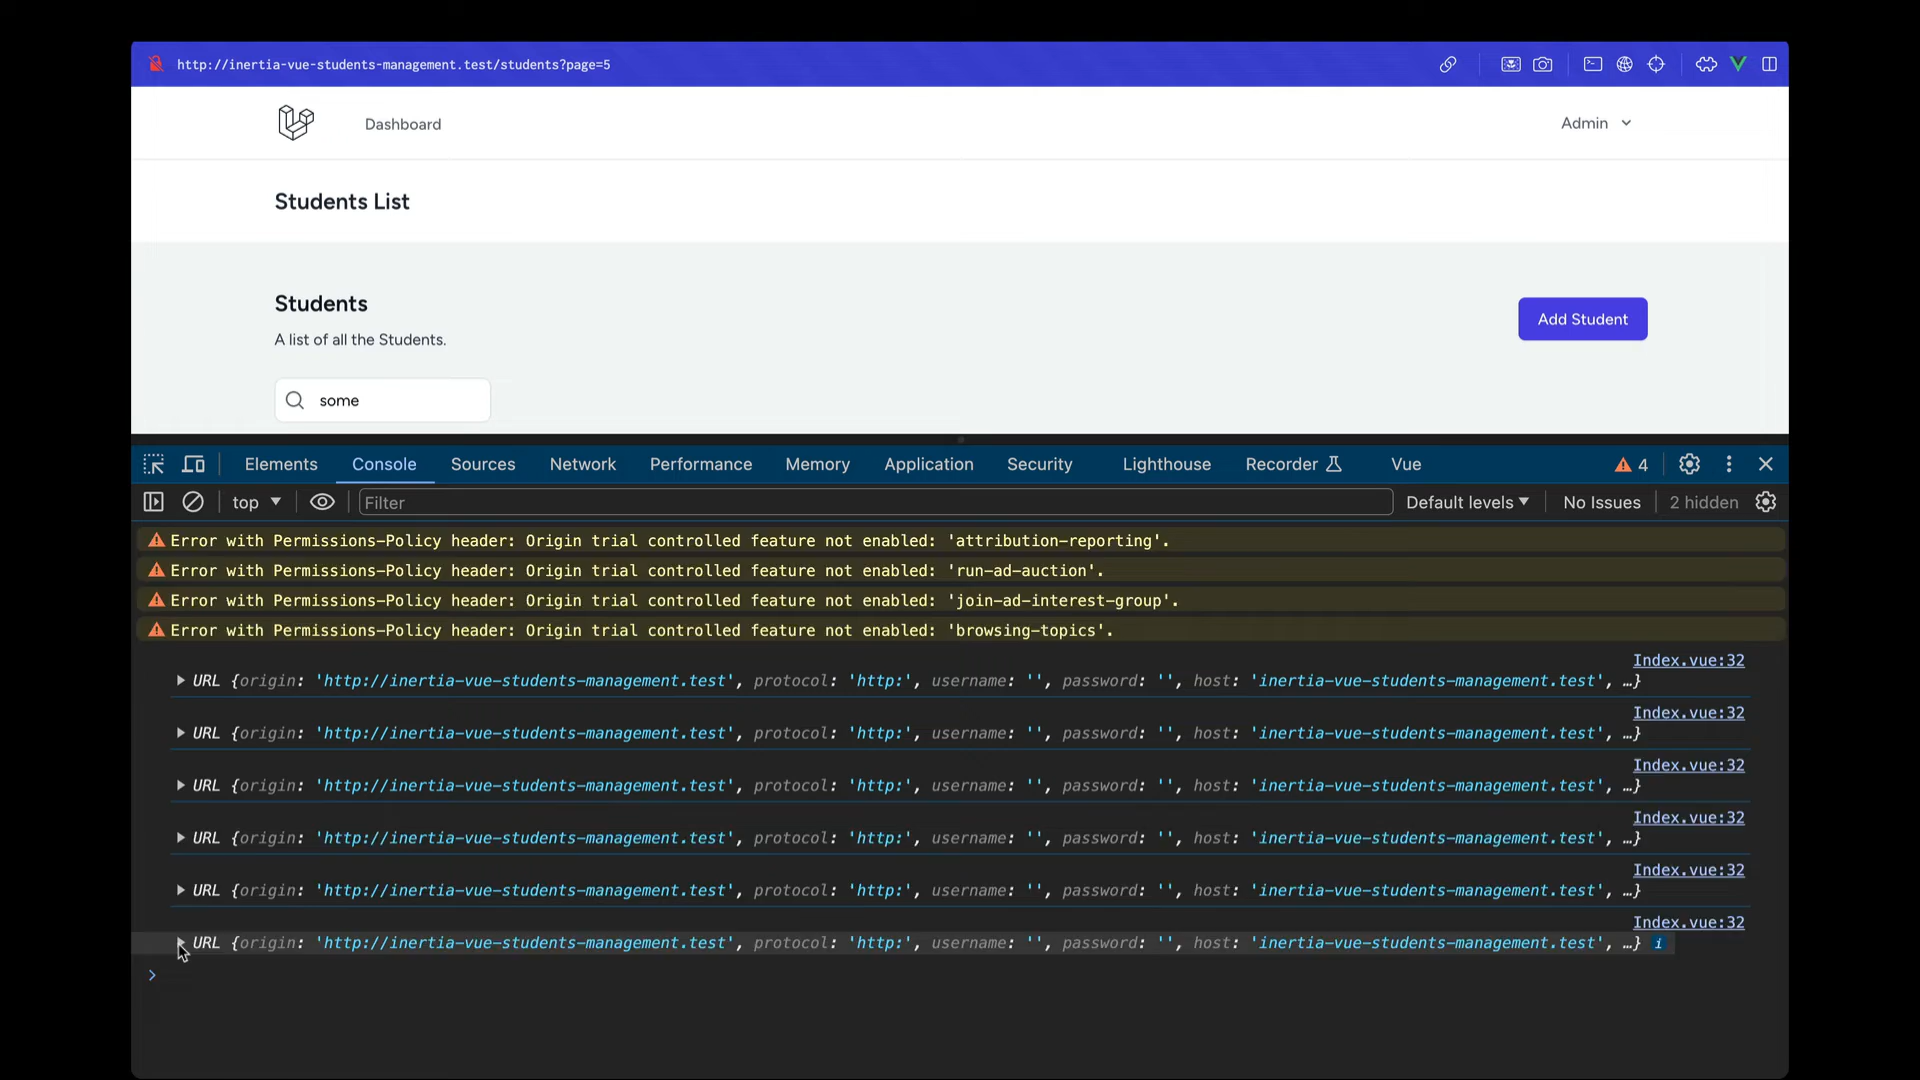 http://inertia-vue-students-management.test/students?page=5
Dashboard
Admin
Students List
Students
A list of all the Students.
Add Student
some
Elements Console Sources Network Performance Memory Application Security Lighthouse Recorder Vue 4
top Filter Default levels No Issues 2 hidden
Error with Permissions-Policy header: Origin trial controlled feature not enabled: 'attribution-reporting'.
Error with Permissions-Policy header: Origin trial controlled feature not enabled: 'run-ad-auction'.
Error with Permissions-Policy header: Origin trial controlled feature not enabled: 'join-ad-interest-group'.
Error with Permissions-Policy header: Origin trial controlled feature not enabled: 'browsing-topics'.
Index.vue:32
URL {origin: 'http://inertia-vue-students-management.test', protocol: 'http:', username: '', password: '', host: 'inertia-vue-students-management.test', …}
Index.vue:32
URL {origin: 'http://inertia-vue-students-management.test', protocol: 'http:', username: '', password: '', host: 'inertia-vue-students-management.test', …}
Index.vue:32
URL {origin: 'http://inertia-vue-students-management.test', protocol: 'http:', username: '', password: '', host: 'inertia-vue-students-management.test', …}
Index.vue:32
URL {origin: 'http://inertia-vue-students-management.test', protocol: 'http:', username: '', password: '', host: 'inertia-vue-students-management.test', …}
Index.vue:32
URL {origin: 'http://inertia-vue-students-management.test', protocol: 'http:', username: '', password: '', host: 'inertia-vue-students-management.test', …}
Index.vue:32
URL {origin: 'http://inertia-vue-students-management.test', protocol: 'http:', username: '', password: '', host: 'inertia-vue-students-management.test', …} i